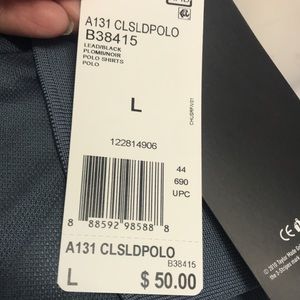 A131 CLSLDPOLO
B38415
LEAD/BLACK
PLOMB/NOIR
POLO SHIRTS
POLO
L
122814906
44
690
UPC
8 88592 98588 8
A131 CLSLDPOLO
B38415
L $ 50.00
CE